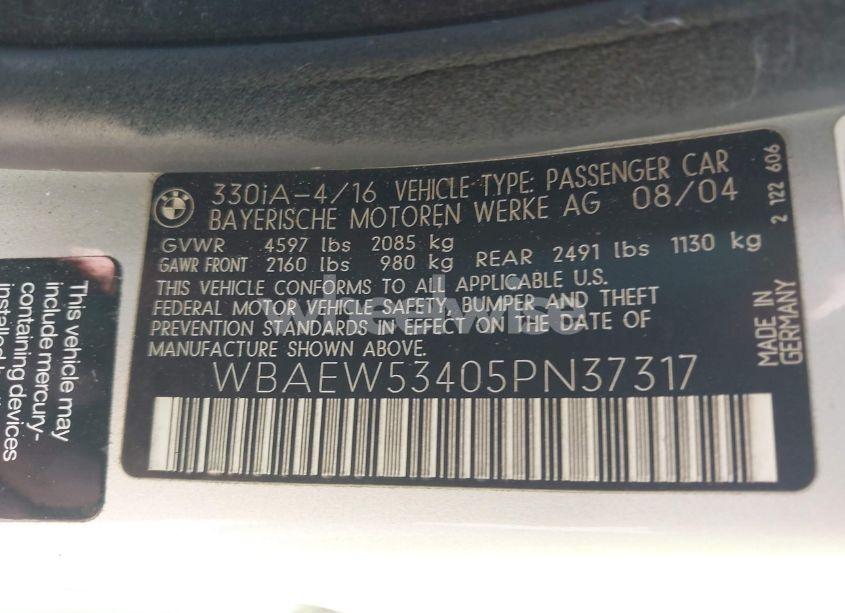 330iA-4/16 VEHICLE TYPE: PASSENGER CAR
BAYERISCHE MOTOREN WERKE AG 08/04
GVWR 4597 lbs 2085 kg
GAWR FRONT 2160 lbs 980 kg REAR 2491 lbs 1130 kg
THIS VEHICLE CONFORMS TO ALL APPLICABLE U.S.
FEDERAL MOTOR VEHICLE SAFETY, BUMPER AND THEFT
PREVENTION STANDARDS IN EFFECT ON THE DATE OF
MANUFACTURE SHOWN ABOVE.
WBAEW53405PN37317
2 122 606
MADE IN
GERMANY
This vehicle may
include mercury-
containing devices
installed
wheelwise